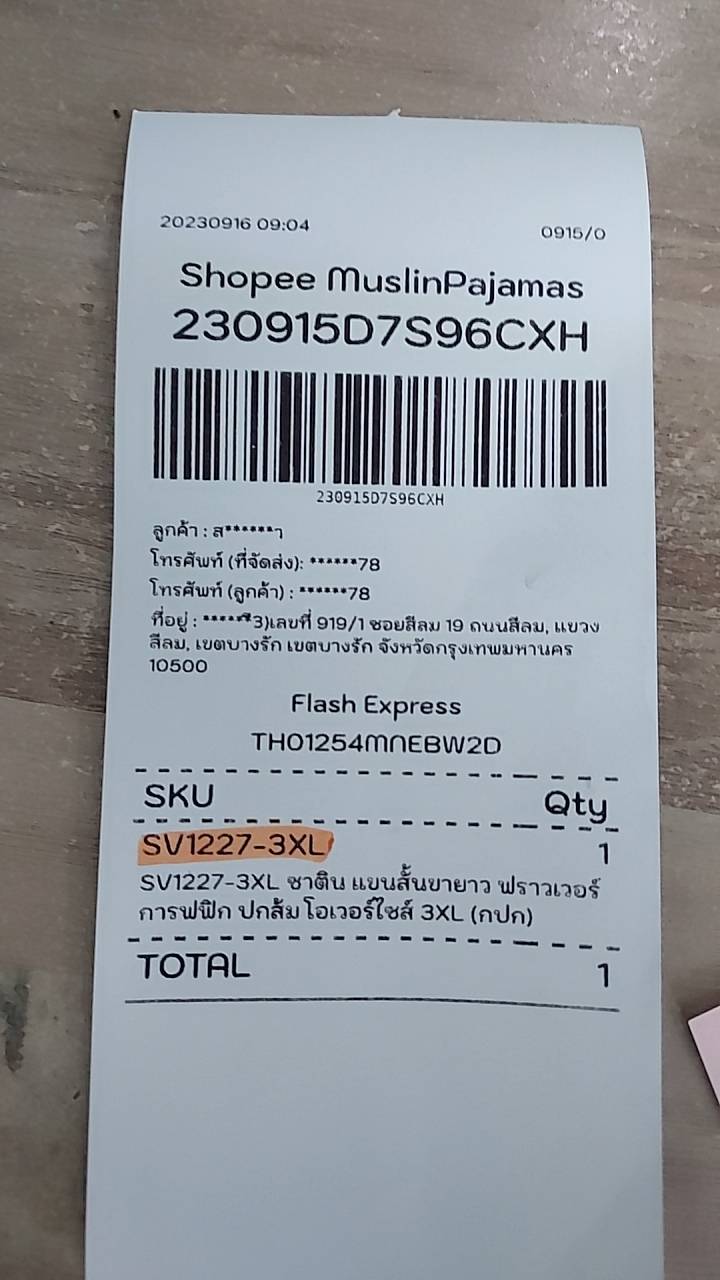 20230916 09:04 0915/0
Shopee MuslinPajamas
230915D7S96CXH
230915D7S96CXH
ลูกค้า : ส******า
โทรศัพท์ (ที่จัดส่ง): ******78
โทรศัพท์ (ลูกค้า) : ******78
ที่อยู่ : ******3)เลขที่ 919/1 ซอยสีลม 19 ถนนสีลม, แขวง
สีลม, เขตบางรัก เขตบางรัก จังหวัดกรุงเทพมหานคร
10500
Flash Express
TH01254MNEBW2D
SKU Qty
SV1227-3XL 1
SV1227-3XL ซาติน แขนสั้นขายาว ฟราวเวอร์
การฟฟิก ปกส้ม โอเวอร์ไซส์ 3XL (กปก)
TOTAL 1